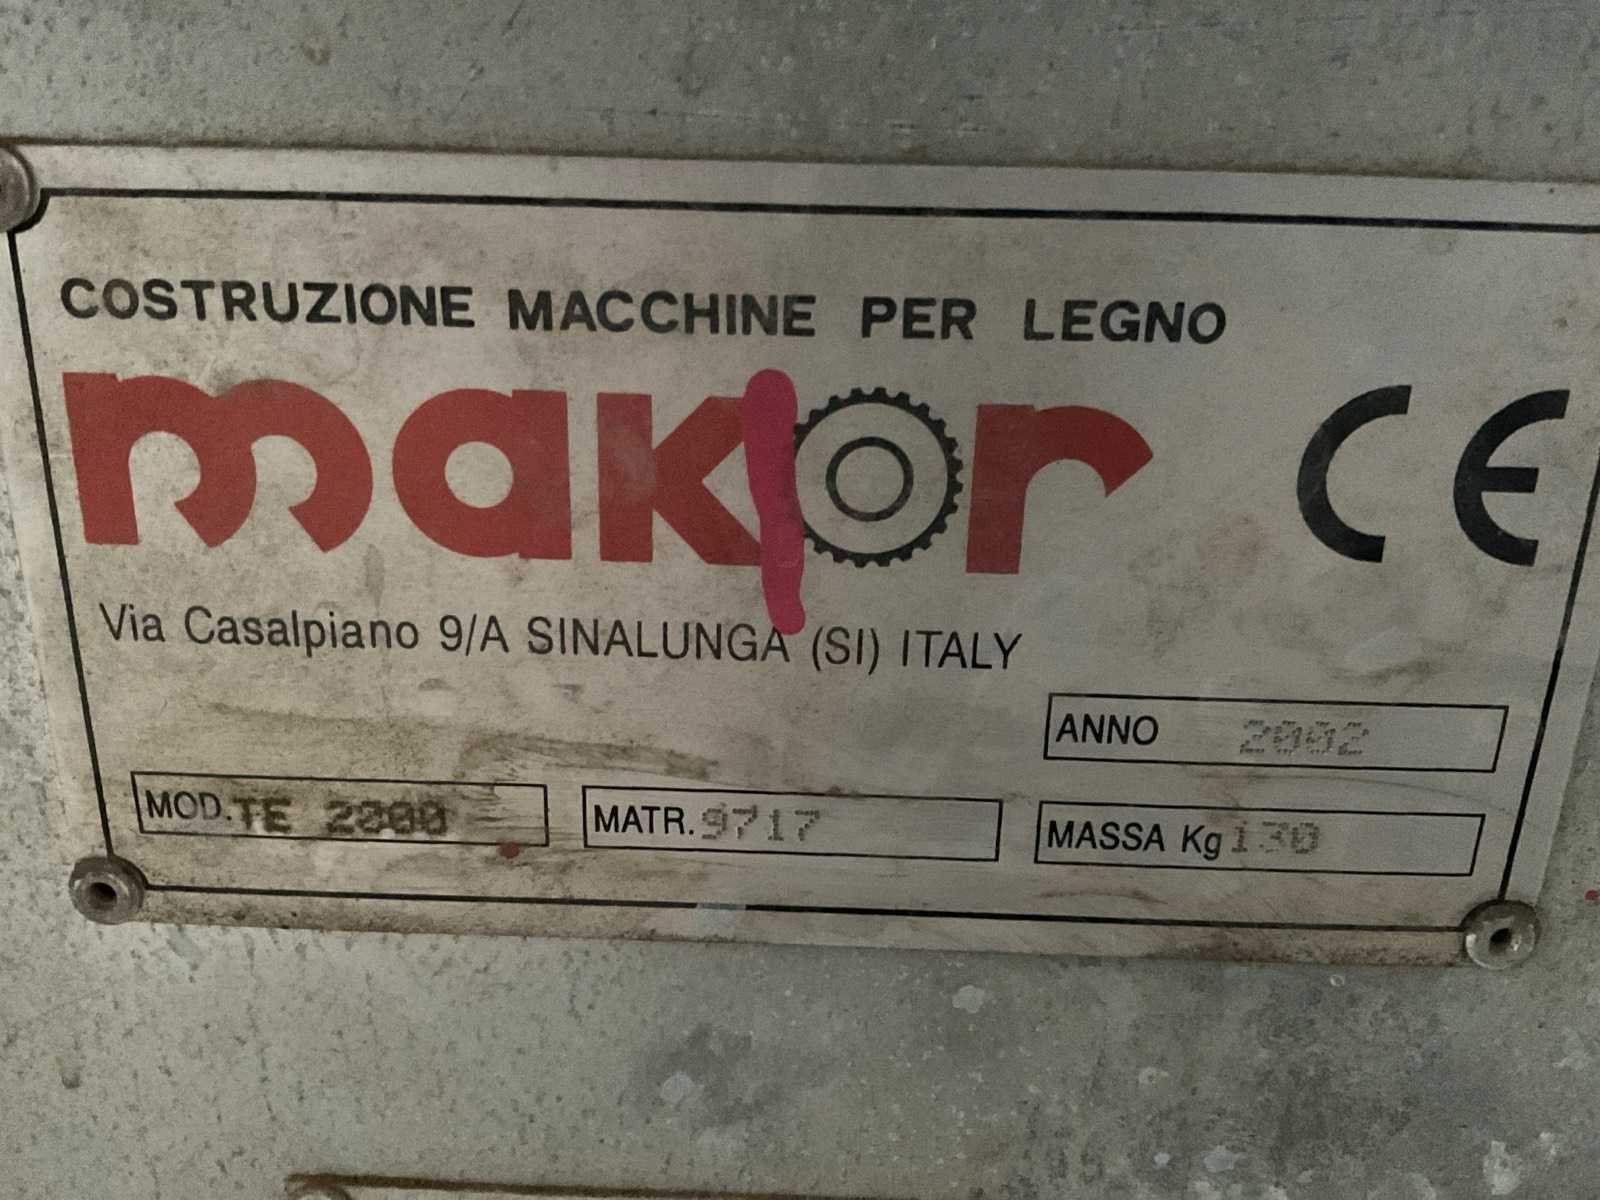 COSTRUZIONE MACCHINE PER LEGNO
makor CE
Via Casalpiano 9/A SINALUNGA (SI) ITALY
ANNO 2002
MOD. TE 2000 MATR. 9717 MASSA Kg 130